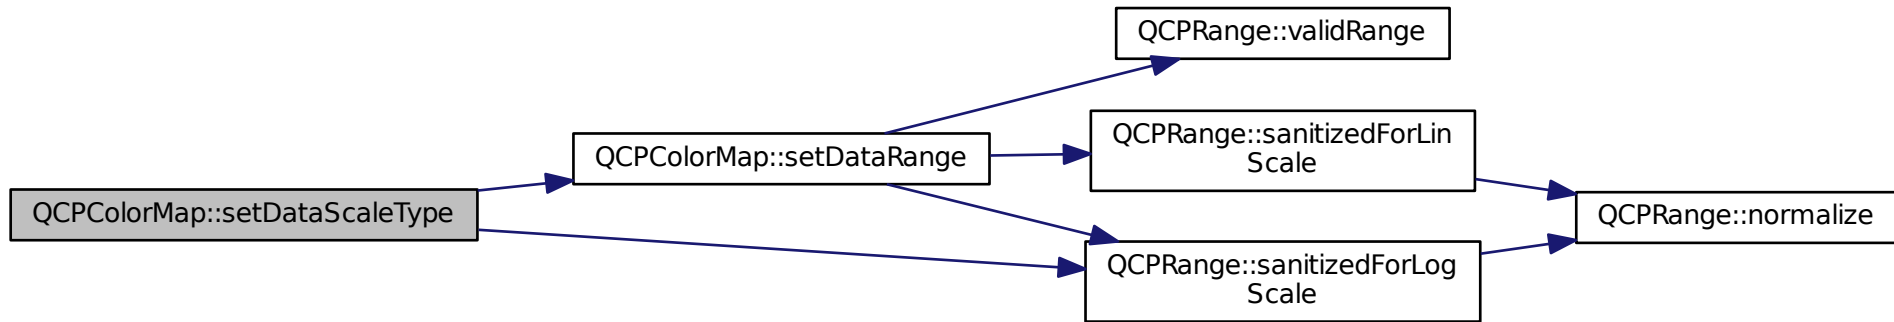 QCPRange::validRange
QCPRange::sanitizedForLin
Scale
QCPColorMap::setDataRange
QCPColorMap::setDataScaleType
QCPRange::normalize
QCPRange::sanitizedForLog
Scale